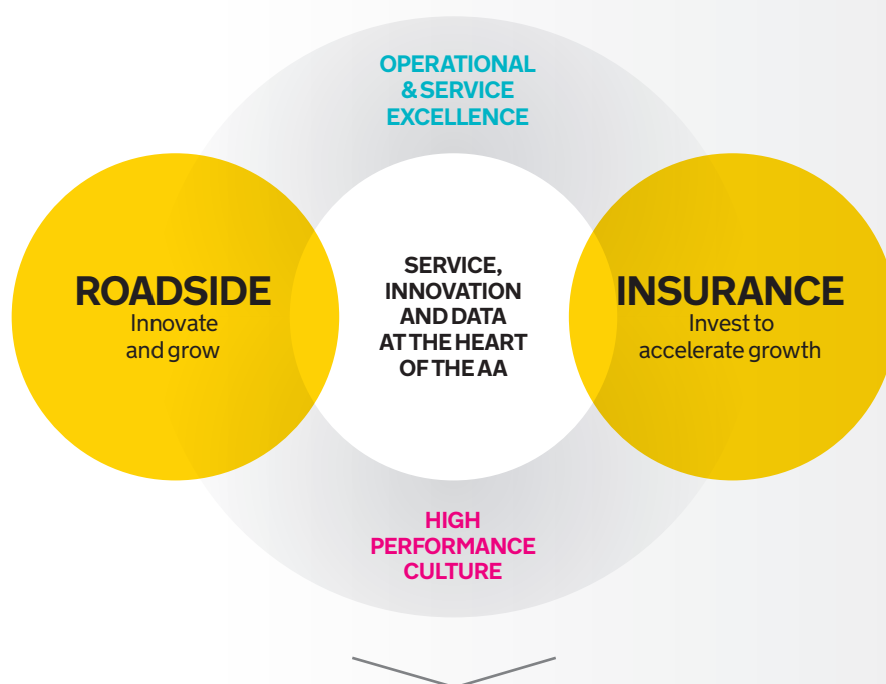 OPERATIONAL
& SERVICE
EXCELLENCE
ROADSIDE
Innovate
and grow
SERVICE,
INNOVATION
AND DATA
AT THE HEART
OF THE AA
INSURANCE
Invest to
accelerate growth
HIGH
PERFORMANCE
CULTURE